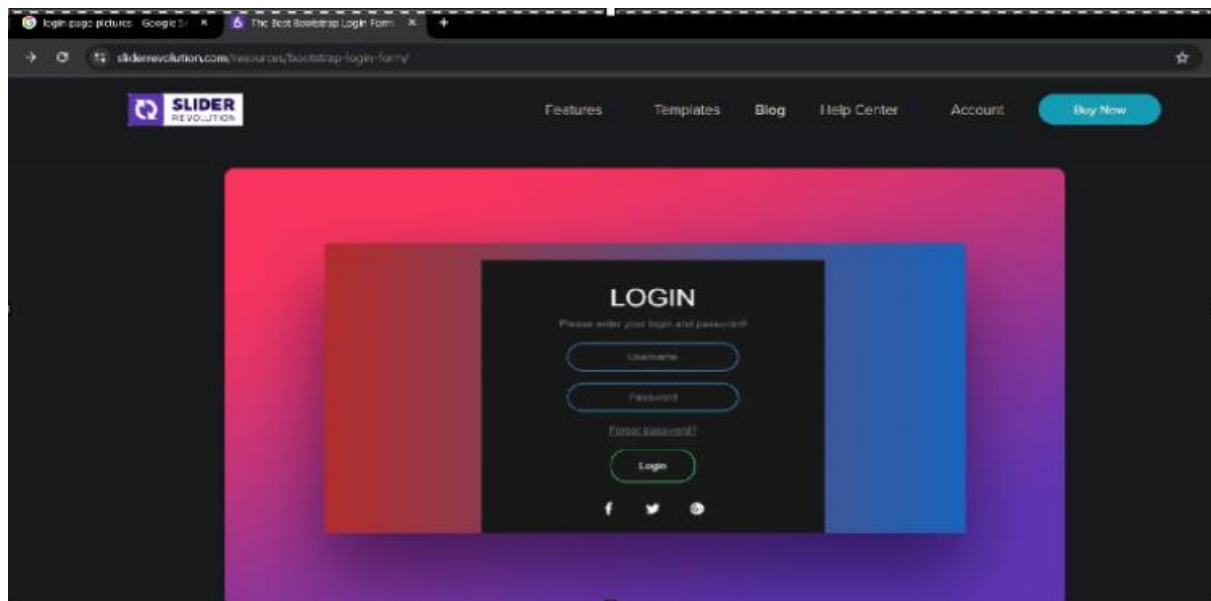 login page pictures - Google Se
The Best Bootstrap Login Form
sliderrevolution.com/resources/bootstrap-login-form/
SLIDER
REVOLUTION
Features Templates Blog Help Center Account Buy Now
LOGIN
Please enter your login and password!
Username
Password
Forgot password?
Login